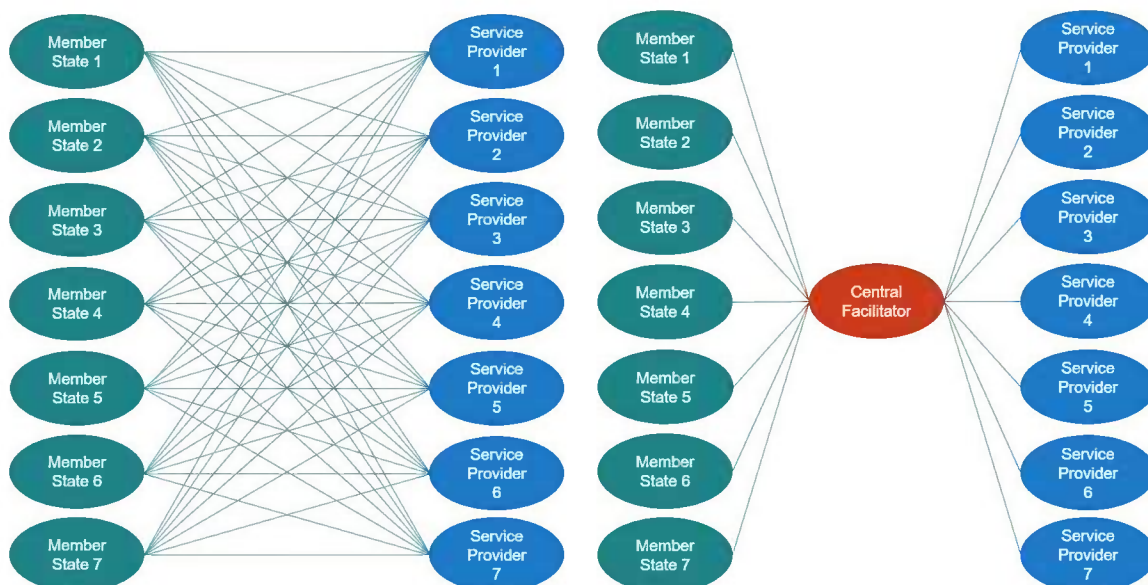 Member
State 1
Member
State 2
Member
State 3
Member
State 4
Member
State 5
Member
State 6
Member
State 7
Service
Provider
1
Service
Provider
2
Service
Provider
3
Service
Provider
4
Service
Provider
5
Service
Provider
6
Service
Provider
7
Member
State 1
Member
State 2
Member
State 3
Member
State 4
Member
State 5
Member
State 6
Member
State 7
Central
Facilitator
Service
Provider
1
Service
Provider
2
Service
Provider
3
Service
Provider
4
Service
Provider
5
Service
Provider
6
Service
Provider
7